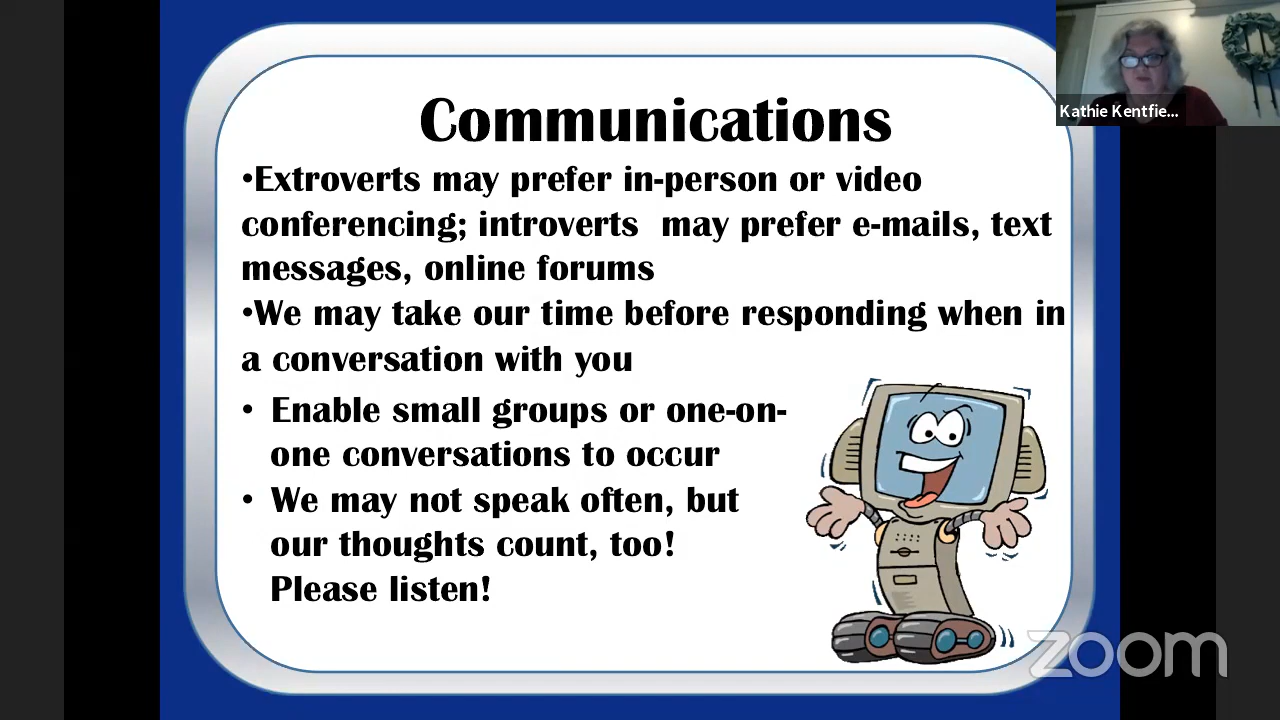 Communications
•Extroverts may prefer in-person or video
conferencing; introverts may prefer e-mails, text
messages, online forums
•We may take our time before responding when in
a conversation with you
• Enable small groups or one-on-
one conversations to occur
• We may not speak often, but
our thoughts count, too!
Please listen!
Kathie Kentfie...
zoom